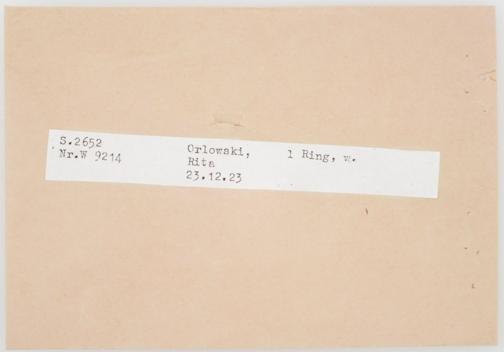 S.2652
Nr.W 9214
Orlowski, 1 Ring, w.
Rita
23.12.23